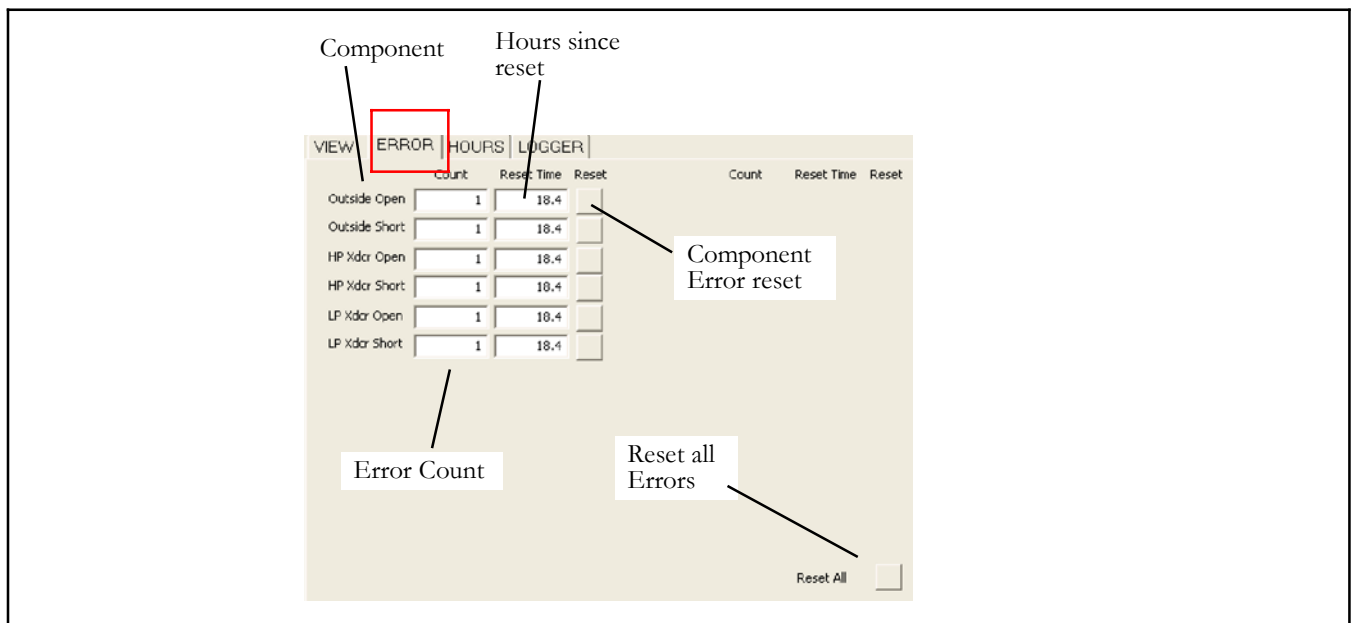 Component
Hours since
reset
VIEW ERROR HOURS LOGGER
Count Reset Time Reset Count Reset Time Reset
Outside Open 1 18.4
Outside Short 1 18.4
HP Xdcr Open 1 18.4
HP Xdcr Short 1 18.4
LP Xdcr Open 1 18.4
LP Xdcr Short 1 18.4
Component
Error reset
Error Count
Reset all
Errors
Reset All